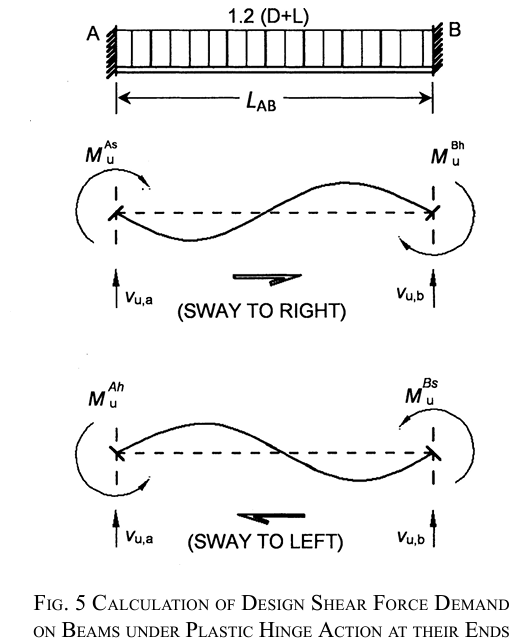 1.2 (D+L)
A B
L_AB
M_u^As M_u^Bh
v_u,a v_u,b
(SWAY TO RIGHT)
M_u^Ah M_u^Bs
v_u,a v_u,b
(SWAY TO LEFT)
FIG. 5 CALCULATION OF DESIGN SHEAR FORCE DEMAND
ON BEAMS UNDER PLASTIC HINGE ACTION AT THEIR ENDS